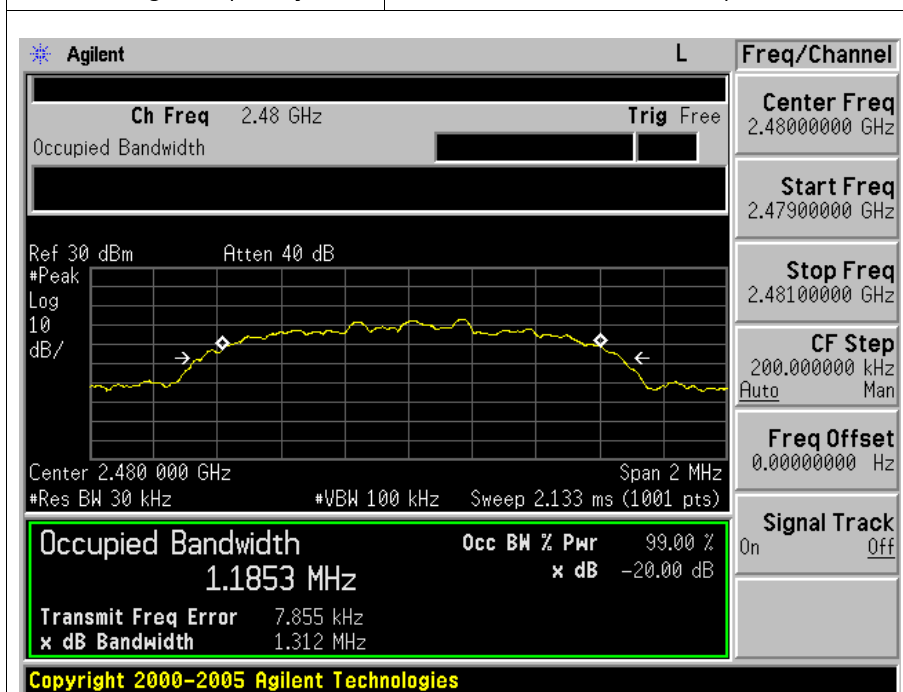 Agilent L Freq/Channel
Ch Freq 2.48 GHz Trig Free
Occupied Bandwidth
Center Freq
2.48000000 GHz
Start Freq
2.47900000 GHz
Stop Freq
2.48100000 GHz
CF Step
200.000000 kHz
Auto Man
Freq Offset
0.00000000 Hz
Signal Track
On Off
Ref 30 dBm Atten 40 dB
#Peak
Log
10
dB/
Center 2.480 000 GHz Span 2 MHz
#Res BW 30 kHz #VBW 100 kHz Sweep 2.133 ms (1001 pts)
Occupied Bandwidth Occ BW % Pwr 99.00 %
1.1853 MHz x dB -20.00 dB
Transmit Freq Error 7.855 kHz
x dB Bandwidth 1.312 MHz
Copyright 2000-2005 Agilent Technologies